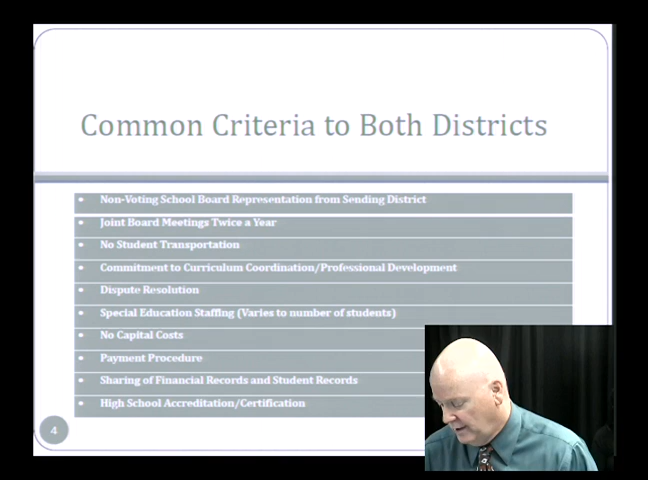 Common Criteria to Both Districts
• Non-Voting School Board Representation from Sending District
• Joint Board Meetings Twice a Year
• No Student Transportation
• Commitment to Curriculum Coordination/Professional Development
• Dispute Resolution
• Special Education Staffing (Varies to number of students)
• No Capital Costs
• Payment Procedure
• Sharing of Financial Records and Student Records
• High School Accreditation/Certification
4